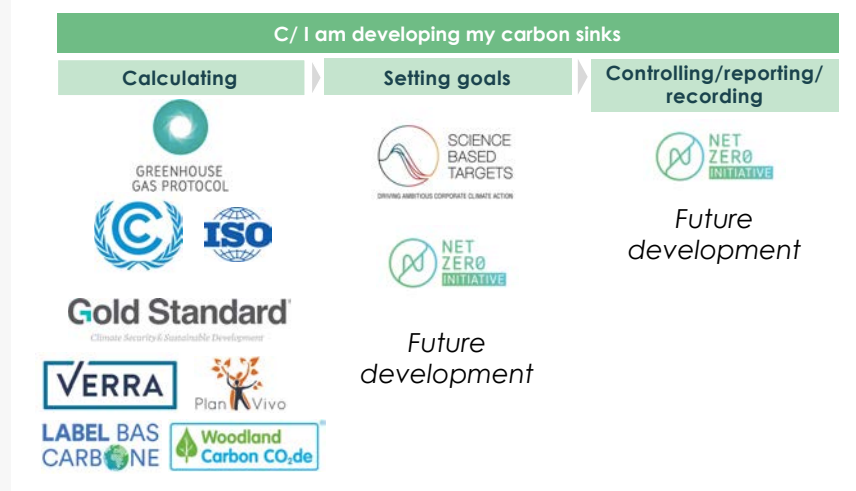 C/ I am developing my carbon sinks
Calculating
Setting goals
Controlling/reporting/
recording
GREENHOUSE
GAS PROTOCOL
ISO
Gold Standard
Climate Security & Sustainable Development
VERRA
Plan Vivo
LABEL BAS
CARBONE
Woodland
Carbon CO₂de
®
SCIENCE
BASED
TARGETS
DRIVING AMBITIOUS CORPORATE CLIMATE ACTION
NET
ZERO
INITIATIVE
Future
development
NET
ZERO
INITIATIVE
Future
development